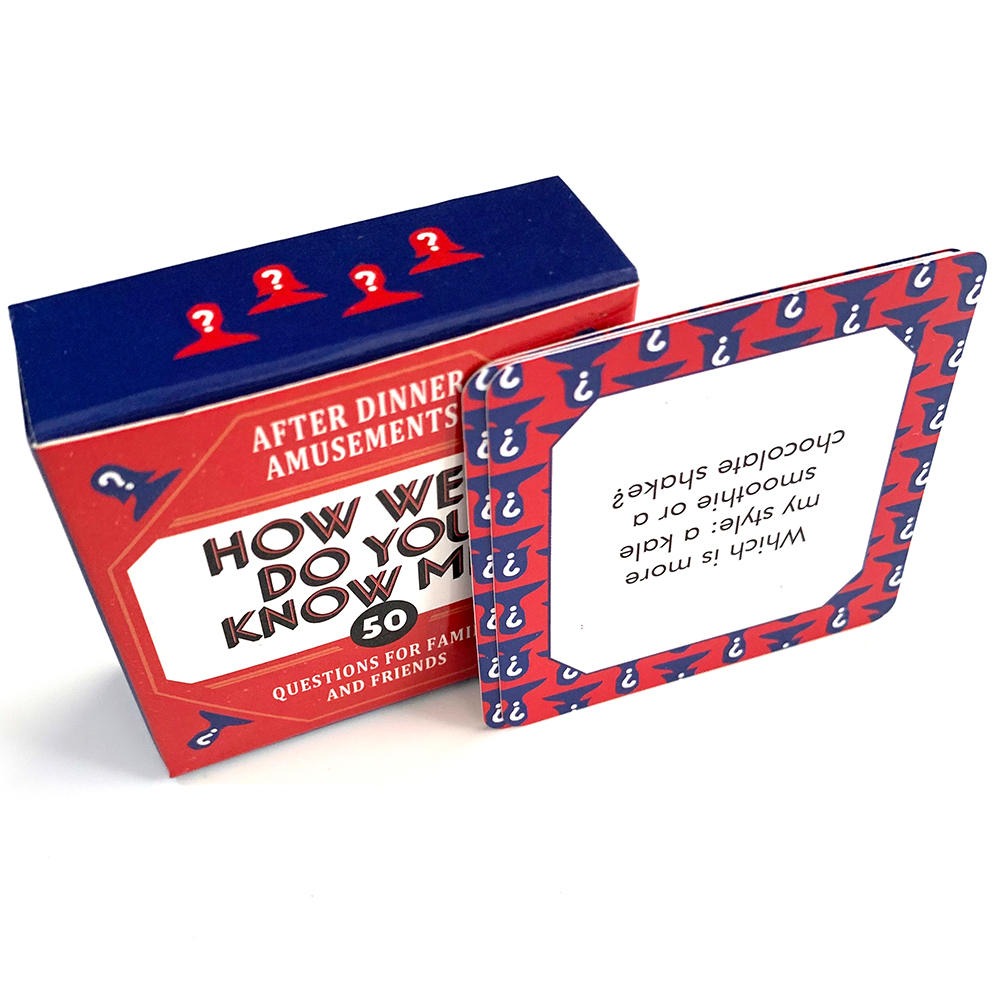 ? ? ? ?
AFTER DINNER
AMUSEMENTS
HOW WE
DO YOU
KNOW M
50
QUESTIONS FOR FAMI
AND FRIENDS
Which is more
my style: a kale
smoothie or a
chocolate shake?